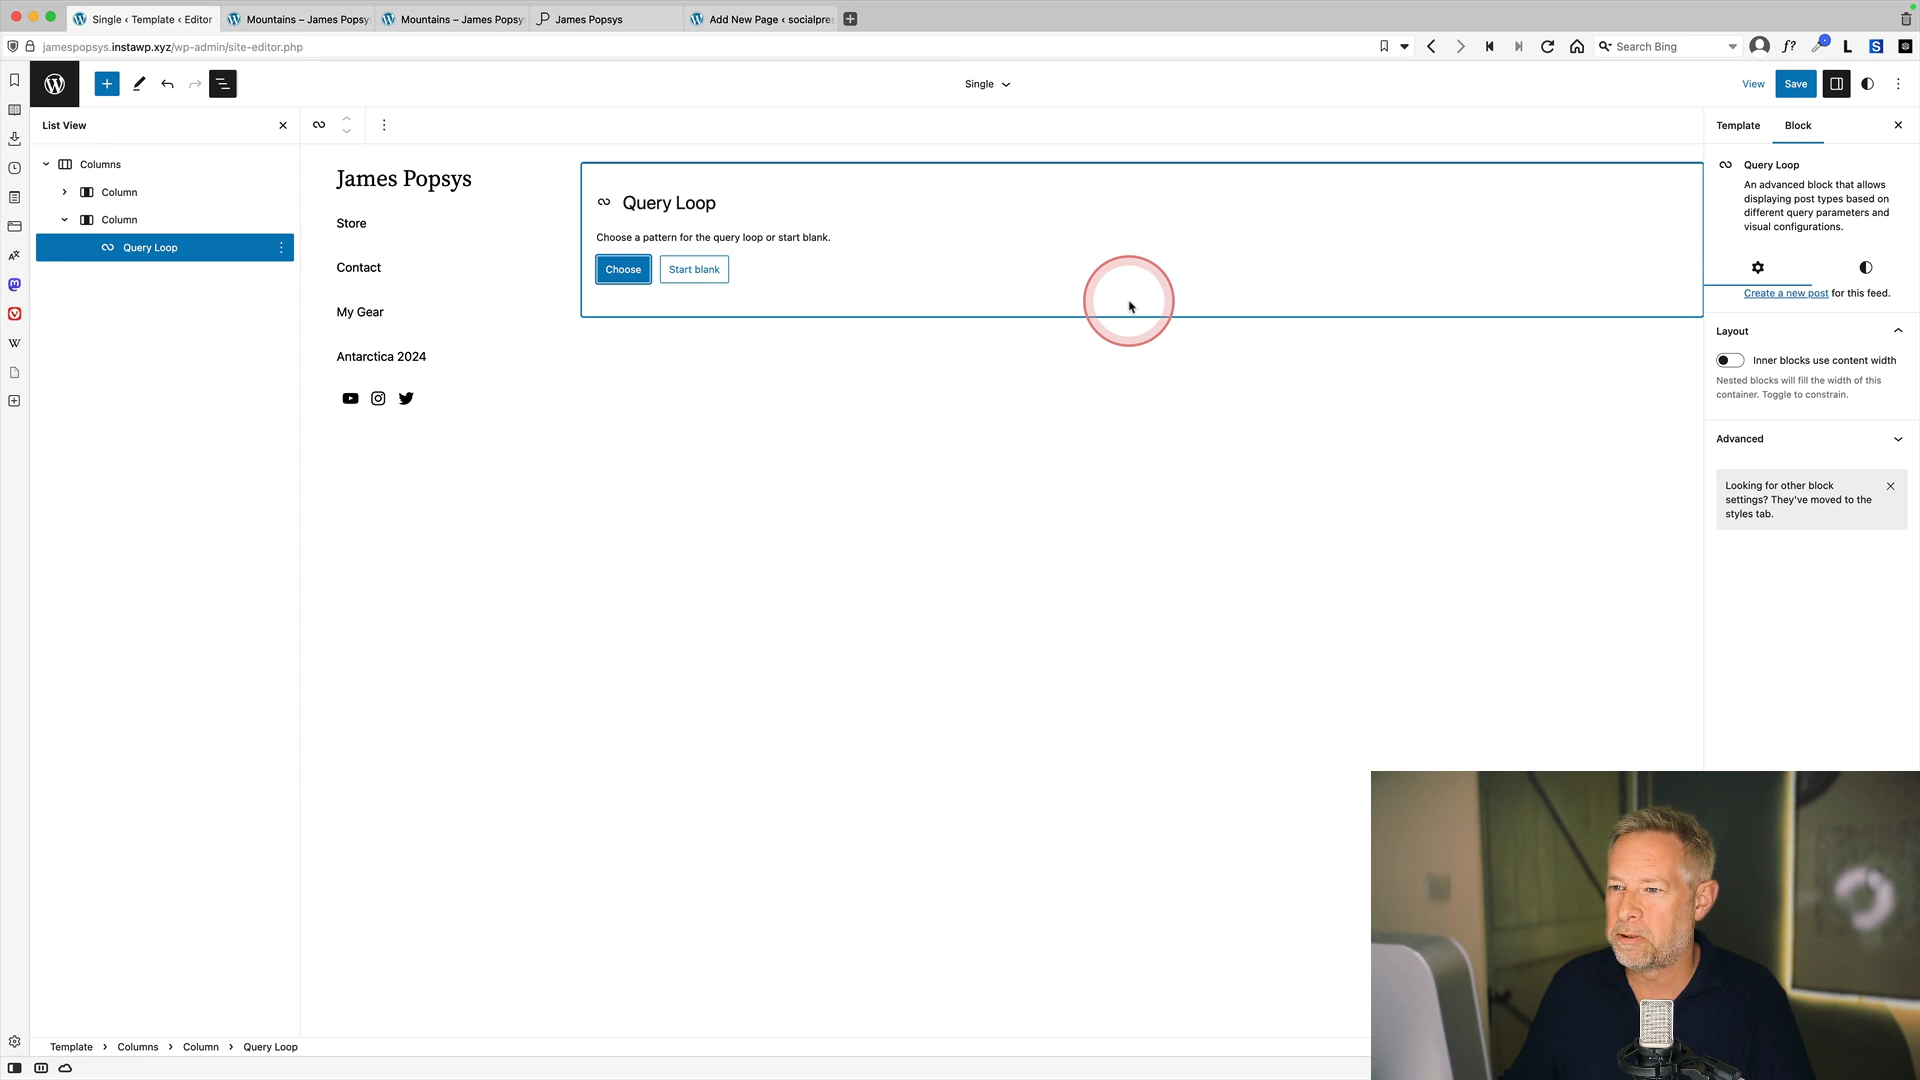 Single ‹ Template ‹ Editor
Mountains – James Popsy
Mountains – James Popsy
James Popsys
Add New Page ‹ socialpre
jamespopsys.instawp.xyz/wp-admin/site-editor.php
Search Bing
f?
L
S
Single
View
Save
List View
Template
Block
Columns
Column
Column
Query Loop
James Popsys
Store
Contact
My Gear
Antarctica 2024
Query Loop
Choose a pattern for the query loop or start blank.
Choose
Start blank
Query Loop
An advanced block that allows
displaying post types based on
different query parameters and
visual configurations.
Create a new post for this feed.
Layout
Inner blocks use content width
Nested blocks will fill the width of this
container. Toggle to constrain.
Advanced
Looking for other block
settings? They've moved to the
styles tab.
Template > Columns > Column > Query Loop